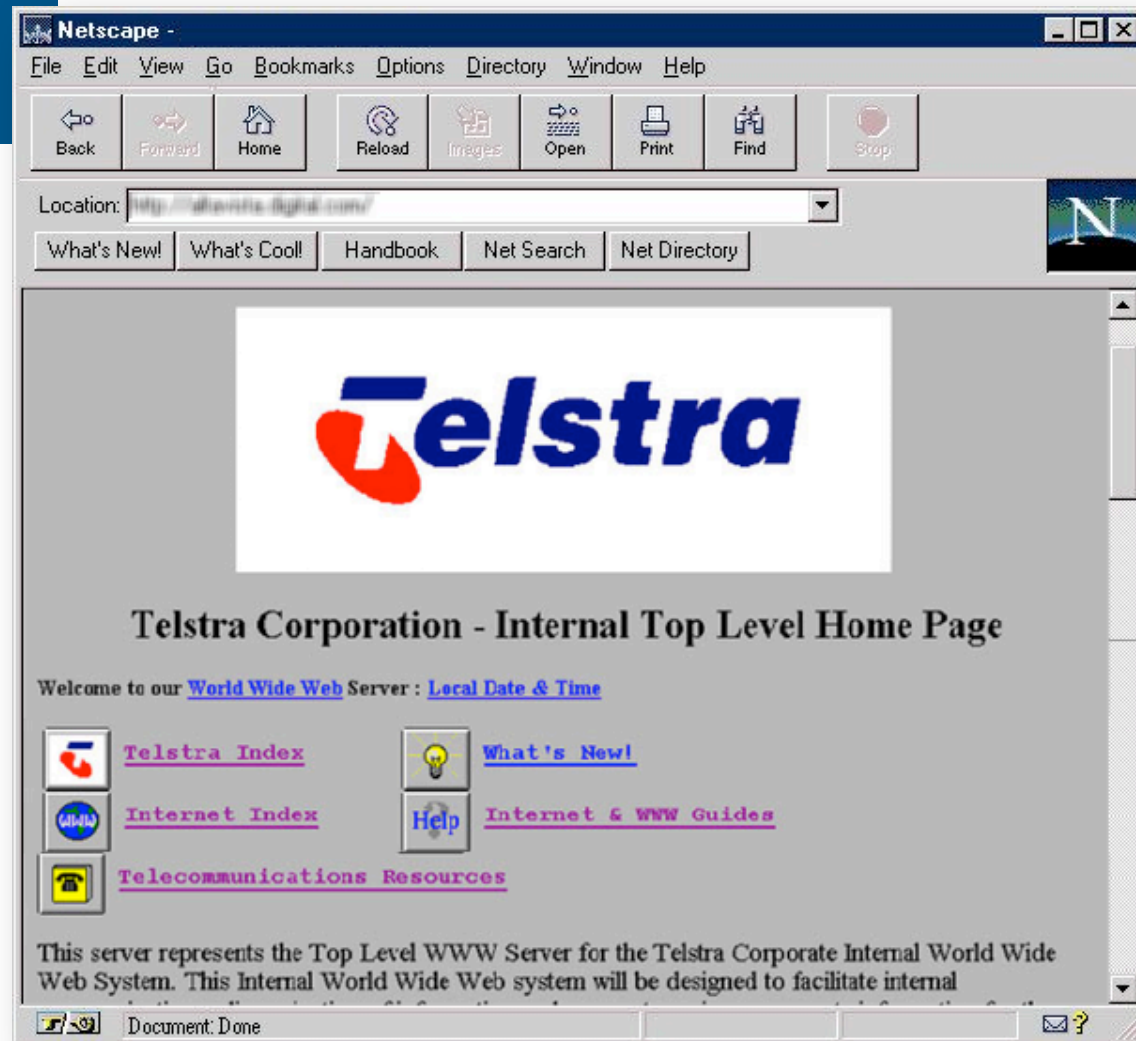 Netscape -
File Edit View Go Bookmarks Options Directory Window Help
Back Forward Home Reload Images Open Print Find Stop
Location:
N
What's New! What's Cool! Handbook Net Search Net Directory
Telstra
Telstra Corporation - Internal Top Level Home Page
Welcome to our World Wide Web Server : Local Date & Time
Telstra Index What's New!
WWW Internet Index Help Internet & WWW Guides
Telecommunications Resources
This server represents the Top Level WWW Server for the Telstra Corporate Internal World Wide
Web System. This Internal World Wide Web system will be designed to facilitate internal
Document: Done